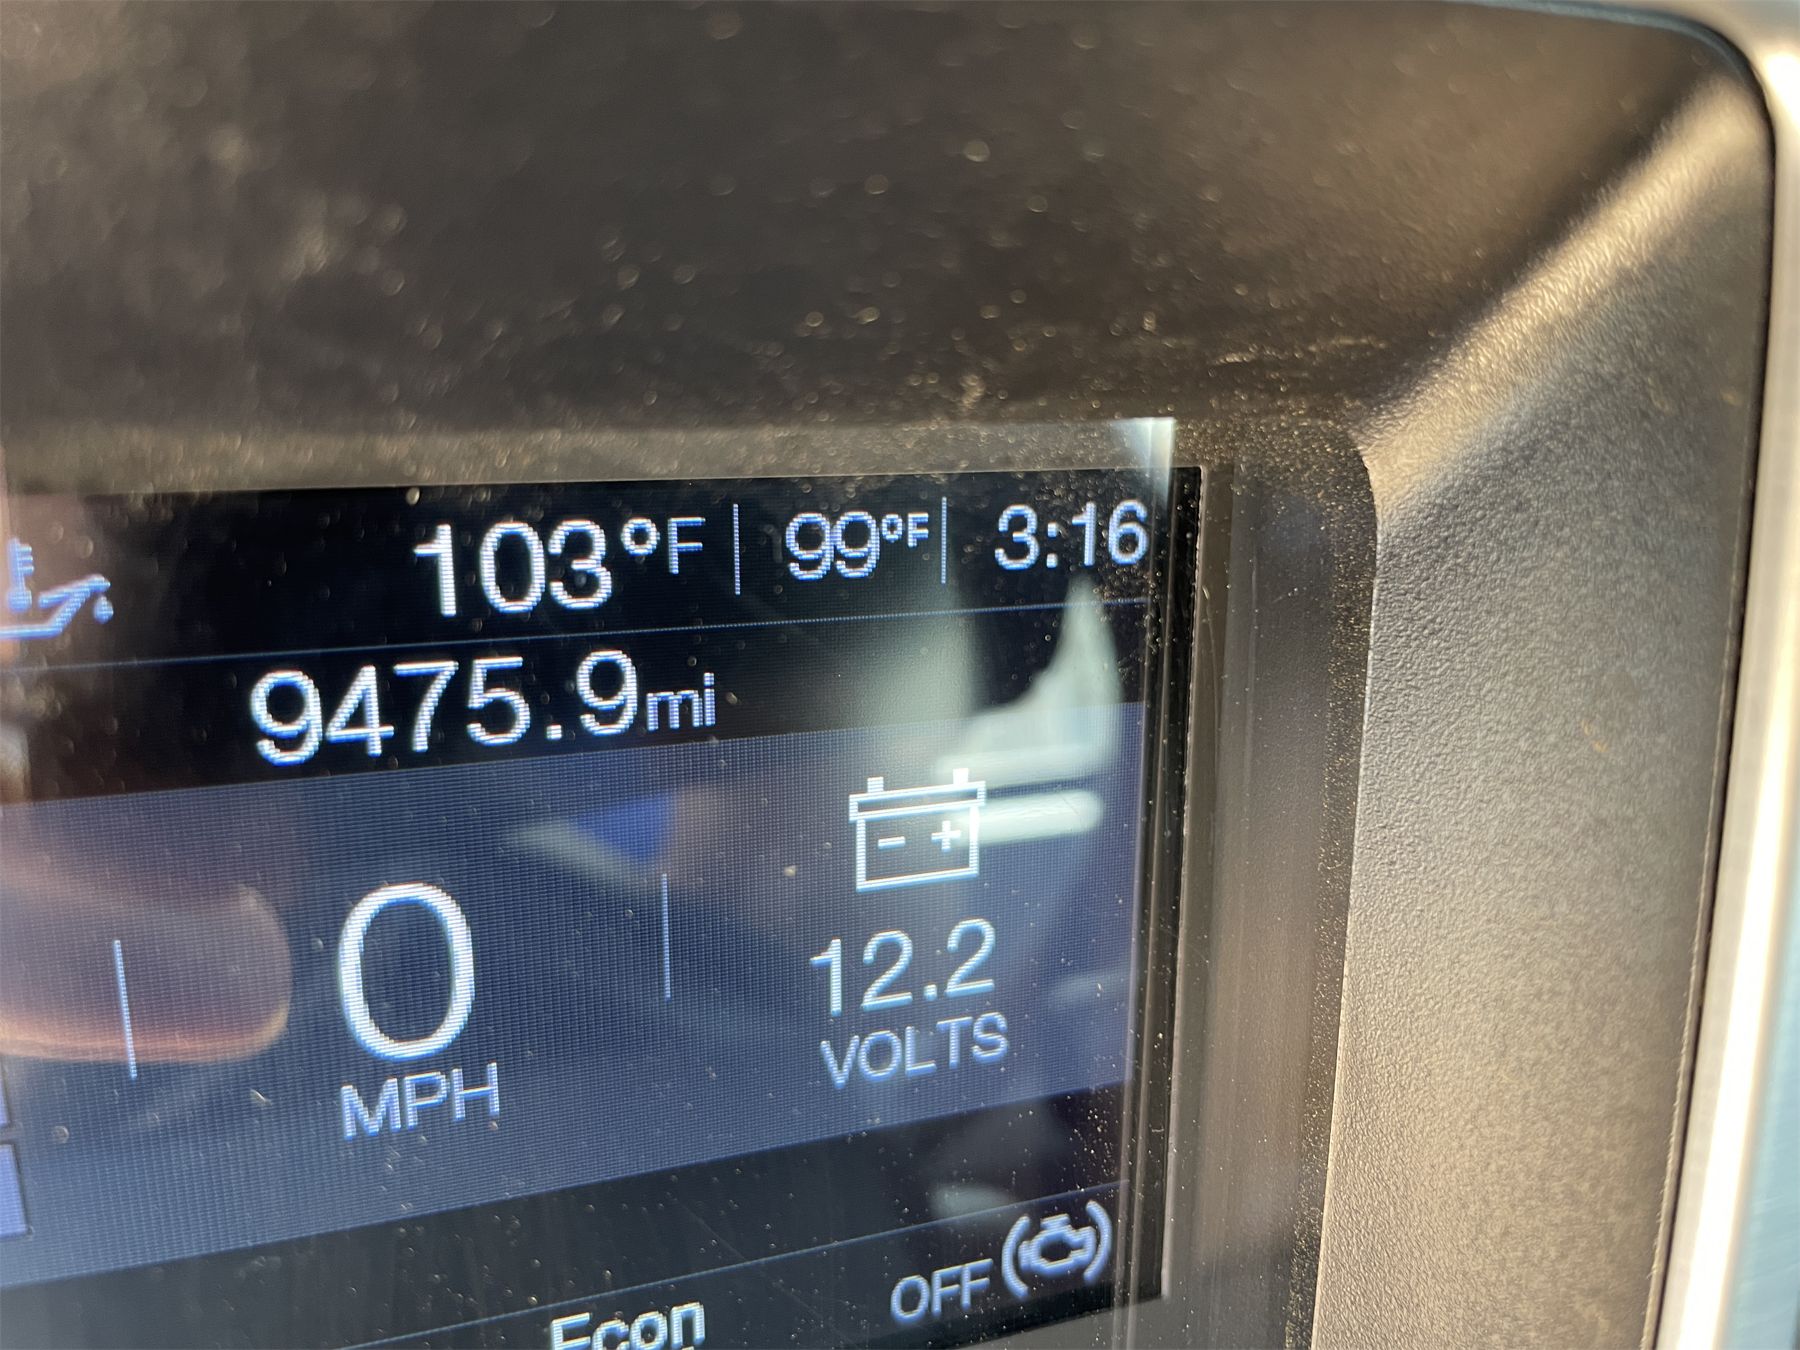 103°F 99°F 3:16
9475.9mi
- +
0 12.2
MPH VOLTS
OFF
Econ